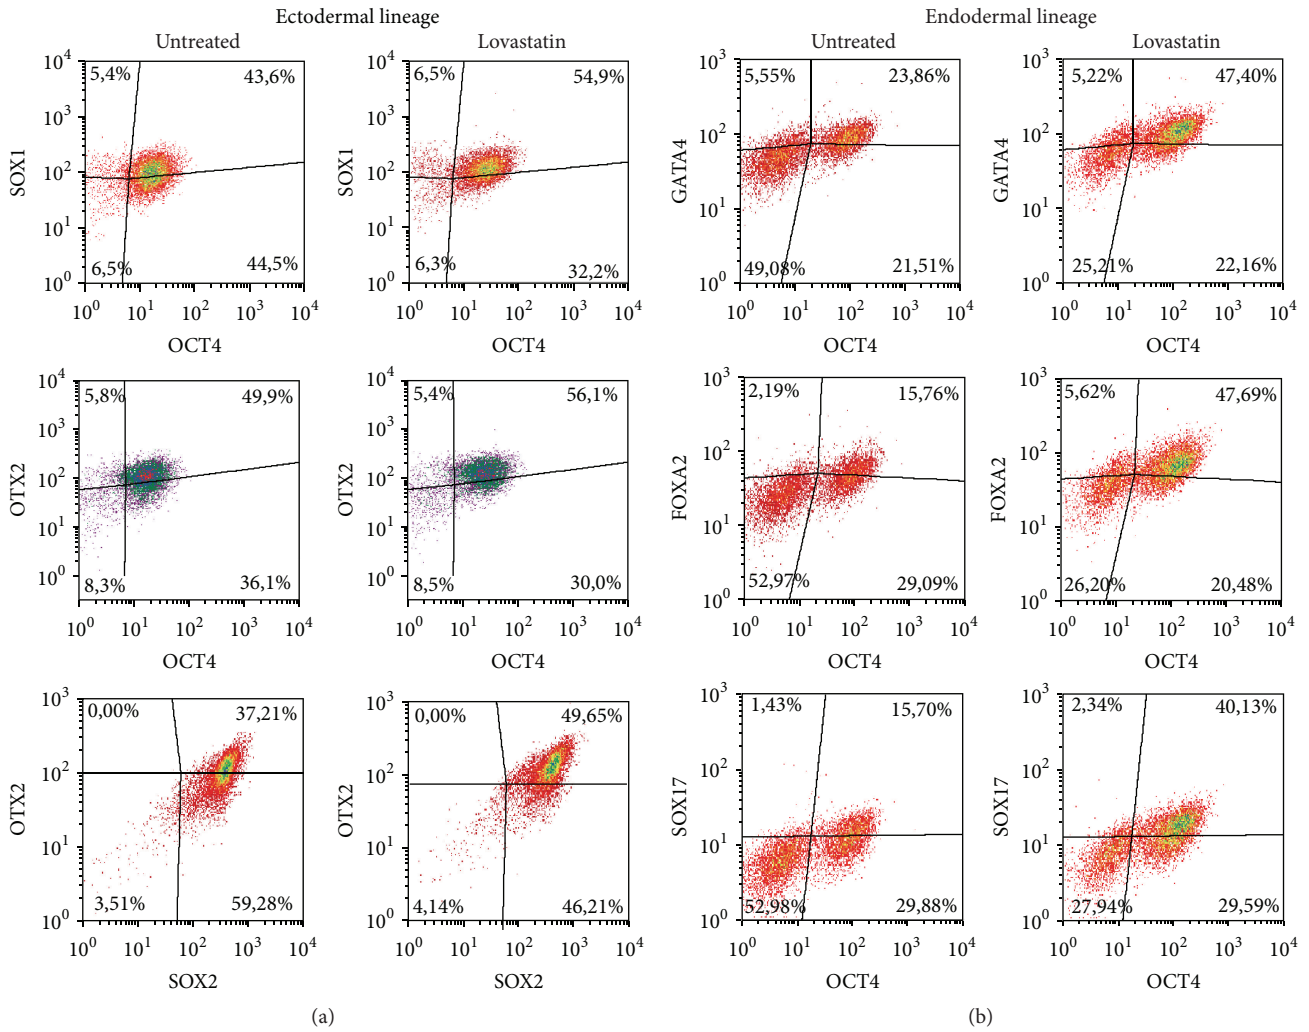 Ectodermal lineage
Endodermal lineage
Untreated
Lovastatin
Untreated
Lovastatin
10^4
10^3
10^2
10^1
10^0
SOX1
5,4%
43,6%
6,5%
44,5%
10^0 10^1 10^2 10^3 10^4
OCT4
10^4
10^3
10^2
10^1
10^0
SOX1
6,5%
54,9%
6,3%
32,2%
10^0 10^1 10^2 10^3 10^4
OCT4
10^3
10^2
10^1
10^0
GATA4
5,55%
23,86%
49,08%
21,51%
10^0 10^1 10^2 10^3 10^4
OCT4
10^3
10^2
10^1
10^0
GATA4
5,22%
47,40%
25,21%
22,16%
10^0 10^1 10^2 10^3 10^4
OCT4
10^4
10^3
10^2
10^1
10^0
OTX2
5,8%
49,9%
8,3%
36,1%
10^0 10^1 10^2 10^3 10^4
OCT4
10^4
10^3
10^2
10^1
10^0
OTX2
5,4%
56,1%
8,5%
30,0%
10^0 10^1 10^2 10^3 10^4
OCT4
10^3
10^2
10^1
10^0
FOXA2
2,19%
15,76%
52,97%
29,09%
10^0 10^1 10^2 10^3 10^4
OCT4
10^3
10^2
10^1
10^0
FOXA2
5,62%
47,69%
26,20%
20,48%
10^0 10^1 10^2 10^3 10^4
OCT4
10^3
10^2
10^1
10^0
OTX2
0,00%
37,21%
3,51%
59,28%
10^0 10^1 10^2 10^3 10^4
SOX2
10^3
10^2
10^1
10^0
OTX2
0,00%
49,65%
4,14%
46,21%
10^0 10^1 10^2 10^3 10^4
SOX2
10^3
10^2
10^1
10^0
SOX17
1,43%
15,70%
52,98%
29,88%
10^0 10^1 10^2 10^3 10^4
OCT4
10^3
10^2
10^1
10^0
SOX17
2,34%
40,13%
27,94%
29,59%
10^0 10^1 10^2 10^3 10^4
OCT4
(a)
(b)